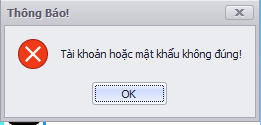 Thông Báo!
Tài khoản hoặc mật khẩu không đúng!
OK